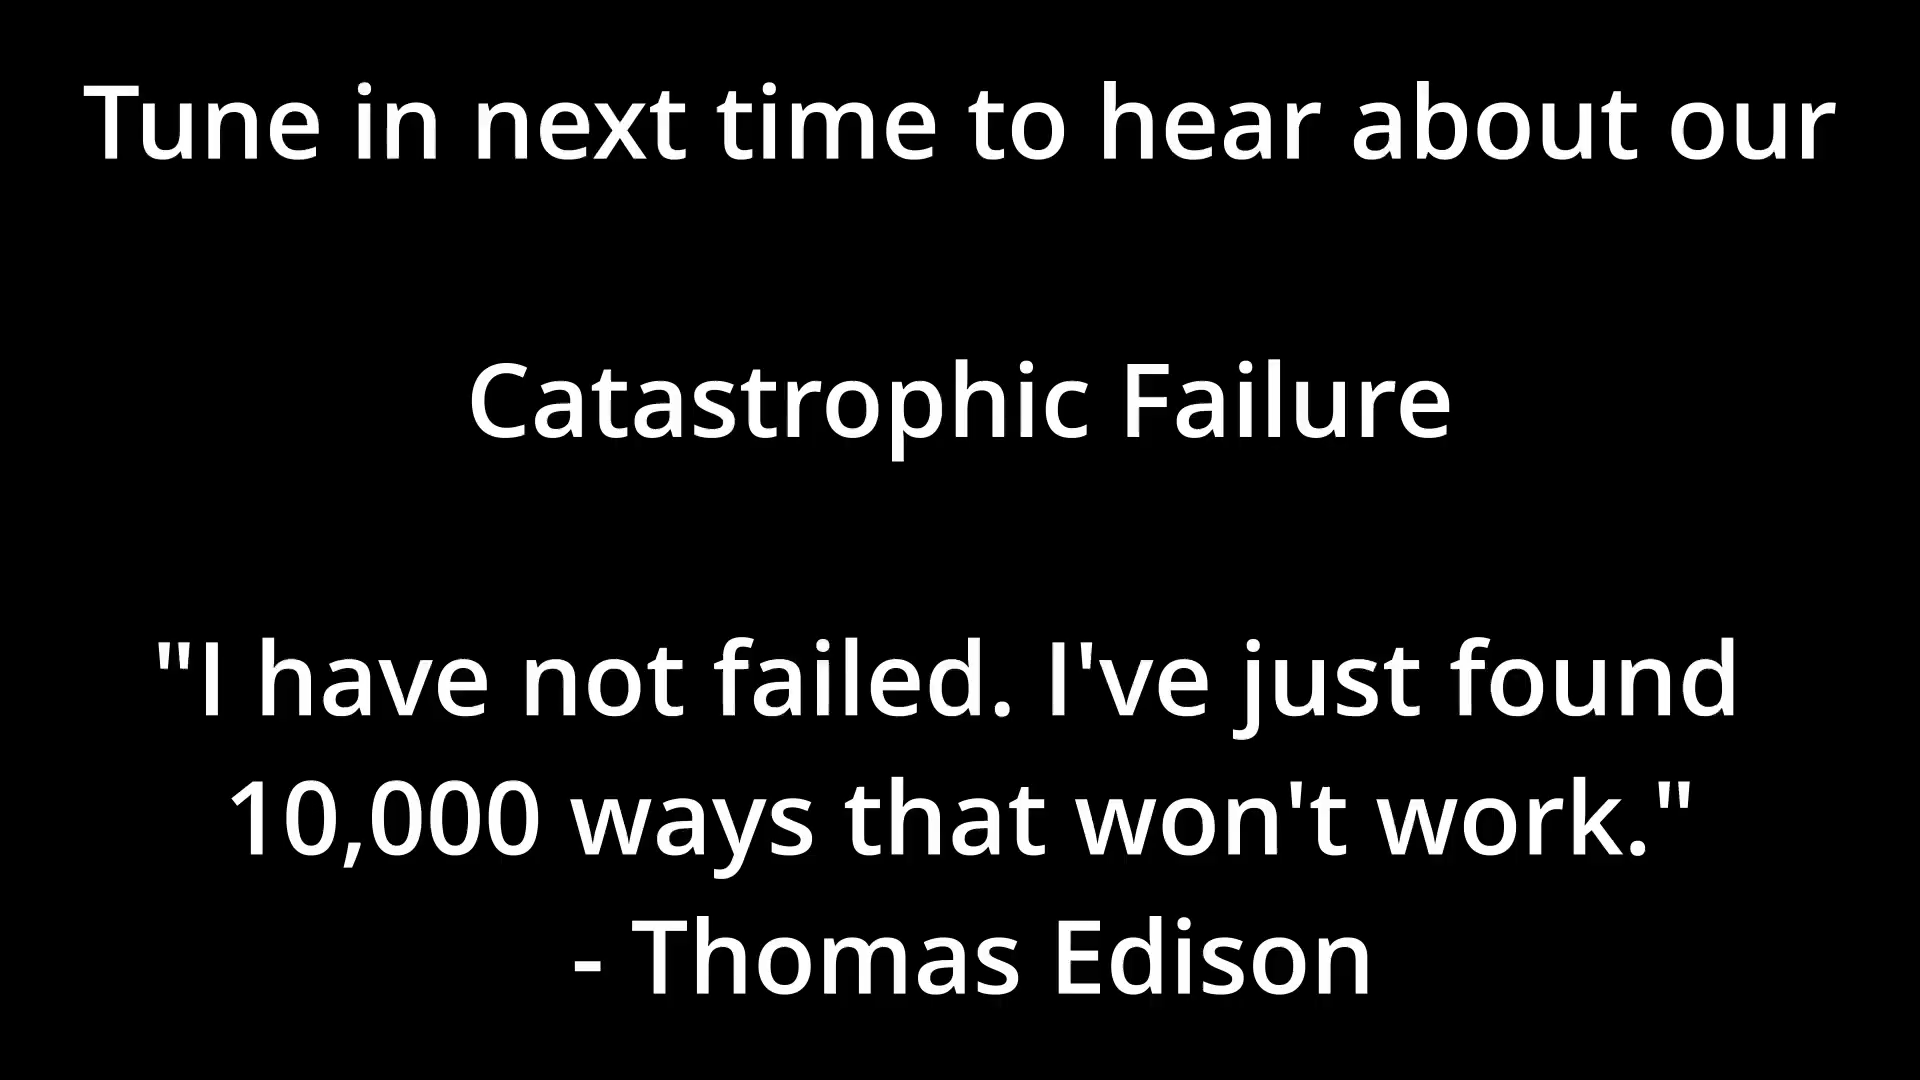 Tune in next time to hear about our
Catastrophic Failure
"I have not failed. I've just found
10,000 ways that won't work."
- Thomas Edison